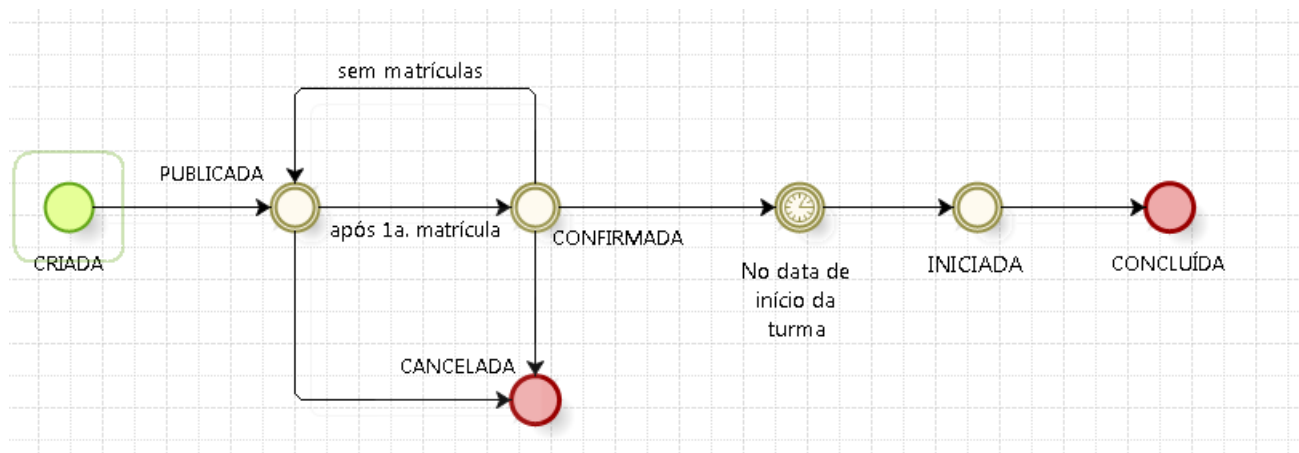 sem matrículas
PUBLICADA
após 1a. matrícula
CONFIRMADA
CRIADA
No data de
início da
turma
INICIADA
CONCLUÍDA
CANCELADA